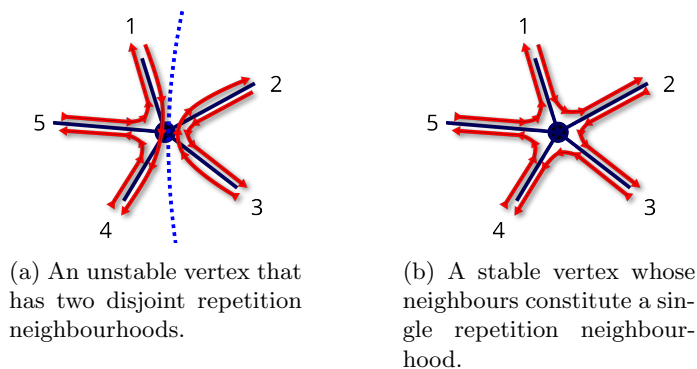 1
2
3
4
5
1
2
3
4
5
(a) An unstable vertex that
has two disjoint repetition
neighbourhoods.
(b) A stable vertex whose
neighbours constitute a sin-
gle repetition neighbour-
hood.